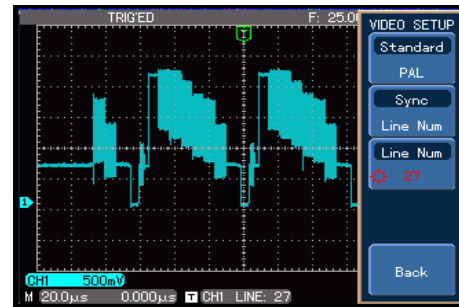 TRIG'ED F: 25.0
T
VIDEO SETUP
Standard
PAL
Sync
Line Num
Line Num
27
1
Back
CH1 500mV
M 20.0µs 0.000µs T CH1 LINE: 27